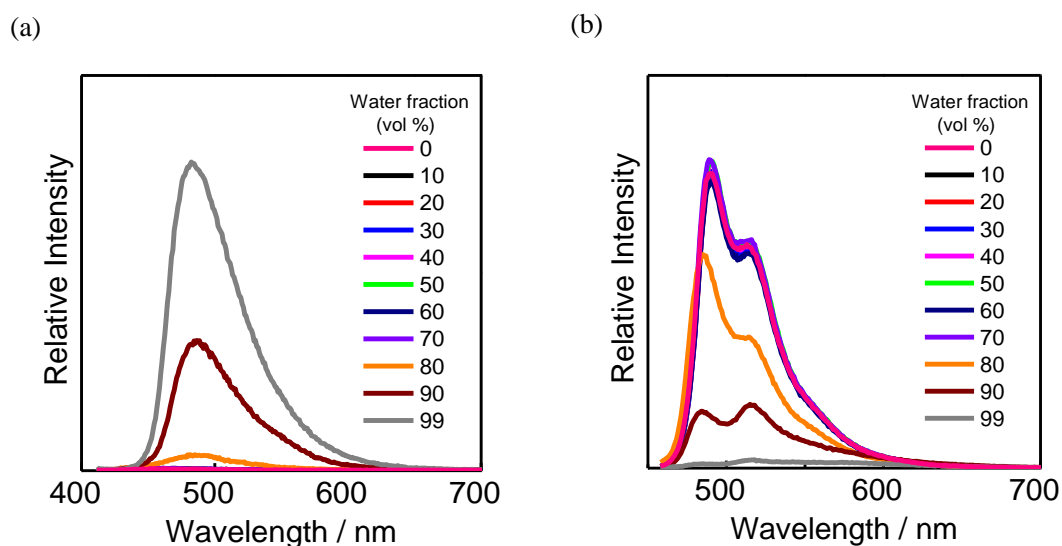 (a)
Relative Intensity
Water fraction
(vol %)
0
10
20
30
40
50
60
70
80
90
99
400 500 600 700
Wavelength / nm
(b)
Relative Intensity
Water fraction
(vol %)
0
10
20
30
40
50
60
70
80
90
99
500 600 700
Wavelength / nm